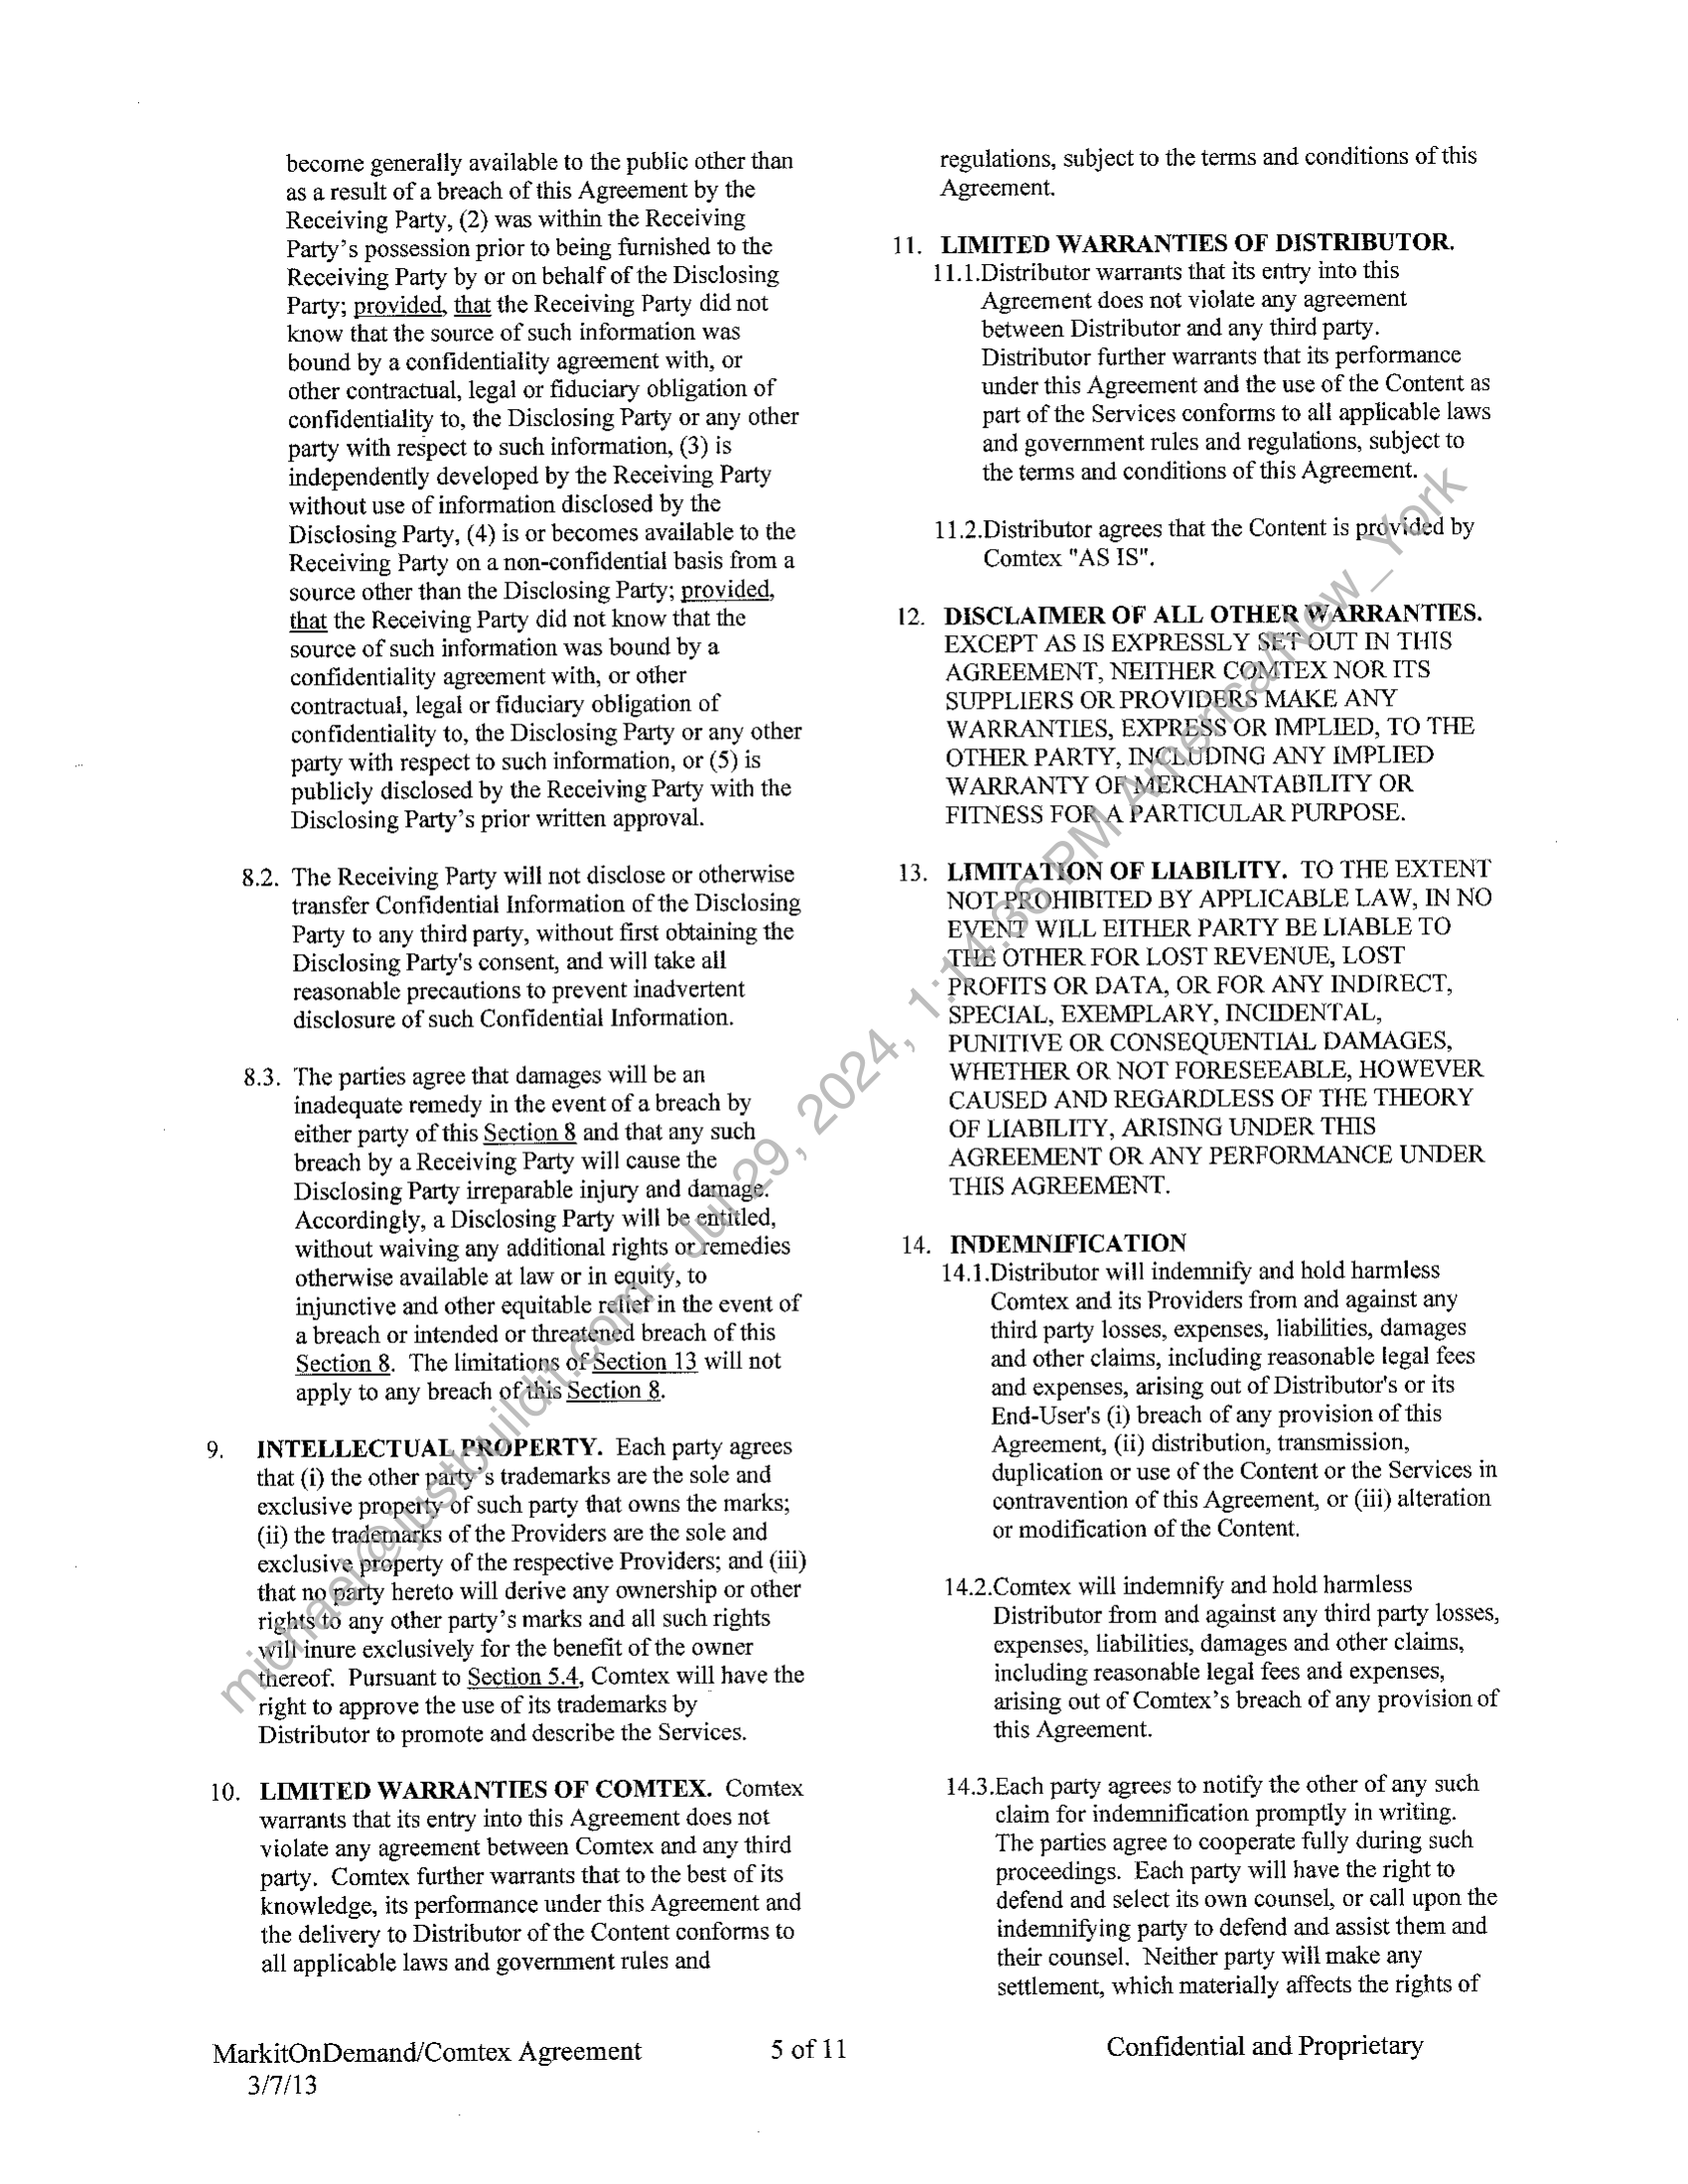 become generally available to the public other than
as a result of a breach of this Agreement by the
Receiving Party, (2) was within the Receiving
Party's possession prior to being furnished to the
Receiving Party by or on behalf of the Disclosing
Party; provided, that the Receiving Party did not
know that the source of such information was
bound by a confidentiality agreement with, or
other contractual, legal or fiduciary obligation of
confidentiality to, the Disclosing Party or any other
party with respect to such information, (3) is
independently developed by the Receiving Party
without use of information disclosed by the
Disclosing Party, (4) is or becomes available to the
Receiving Party on a non-confidential basis from a
source other than the Disclosing Party; provided,
that the Receiving Party did not know that the
source of such information was bound by a
confidentiality agreement with, or other
contractual, legal or fiduciary obligation of
confidentiality to, the Disclosing Party or any other
party with respect to such information, or (5) is
publicly disclosed by the Receiving Party with the
Disclosing Party's prior written approval.
8.2. The Receiving Party will not disclose or otherwise
transfer Confidential Information of the Disclosing
Party to any third party, without first obtaining the
Disclosing Party's consent, and will take all
reasonable precautions to prevent inadvertent
disclosure of such Confidential Information.
8.3. The parties agree that damages will be an
inadequate remedy in the event of a breach by
either party of this Section 8 and that any such
breach by a Receiving Party will cause the
Disclosing Party irreparable injury and damage.
Accordingly, a Disclosing Party will be entitled,
without waiving any additional rights or remedies
otherwise available at law or in equity, to
injunctive and other equitable relief in the event of
a breach or intended or threatened breach of this
Section 8. The limitations of Section 13 will not
apply to any breach of this Section 8.
9. INTELLECTUAL PROPERTY. Each party agrees
that (i) the other party's trademarks are the sole and
exclusive property of such party that owns the marks;
(ii) the trademarks of the Providers are the sole and
exclusive property of the respective Providers; and (iii)
that no party hereto will derive any ownership or other
rights to any other party's marks and all such rights
will inure exclusively for the benefit of the owner
thereof. Pursuant to Section 5.4, Comtex will have the
right to approve the use of its trademarks by
Distributor to promote and describe the Services.
10. LIMITED WARRANTIES OF COMTEX. Comtex
warrants that its entry into this Agreement does not
violate any agreement between Comtex and any third
party. Comtex further warrants that to the best of its
knowledge, its performance under this Agreement and
the delivery to Distributor of the Content conforms to
all applicable laws and government rules and
regulations, subject to the terms and conditions of this
Agreement.
11. LIMITED WARRANTIES OF DISTRIBUTOR.
11.1.Distributor warrants that its entry into this
Agreement does not violate any agreement
between Distributor and any third party.
Distributor further warrants that its performance
under this Agreement and the use of the Content as
part of the Services conforms to all applicable laws
and government rules and regulations, subject to
the terms and conditions of this Agreement.
11.2.Distributor agrees that the Content is provided by
Comtex "AS IS".
12. DISCLAIMER OF ALL OTHER WARRANTIES.
EXCEPT AS IS EXPRESSLY SET OUT IN THIS
AGREEMENT, NEITHER COMTEX NOR ITS
SUPPLIERS OR PROVIDERS MAKE ANY
WARRANTIES, EXPRESS OR IMPLIED, TO THE
OTHER PARTY, INCLUDING ANY IMPLIED
WARRANTY OF MERCHANTABILITY OR
FITNESS FOR A PARTICULAR PURPOSE.
13. LIMITATION OF LIABILITY. TO THE EXTENT
NOT PROHIBITED BY APPLICABLE LAW, IN NO
EVENT WILL EITHER PARTY BE LIABLE TO
THE OTHER FOR LOST REVENUE, LOST
PROFITS OR DATA, OR FOR ANY INDIRECT,
SPECIAL, EXEMPLARY, INCIDENTAL,
PUNITIVE OR CONSEQUENTIAL DAMAGES,
WHETHER OR NOT FORESEEABLE, HOWEVER
CAUSED AND REGARDLESS OF THE THEORY
OF LIABILITY, ARISING UNDER THIS
AGREEMENT OR ANY PERFORMANCE UNDER
THIS AGREEMENT.
14. INDEMNIFICATION
14.1.Distributor will indemnify and hold harmless
Comtex and its Providers from and against any
third party losses, expenses, liabilities, damages
and other claims, including reasonable legal fees
and expenses, arising out of Distributor's or its
End-User's (i) breach of any provision of this
Agreement, (ii) distribution, transmission,
duplication or use of the Content or the Services in
contravention of this Agreement, or (iii) alteration
or modification of the Content.
14.2.Comtex will indemnify and hold harmless
Distributor from and against any third party losses,
expenses, liabilities, damages and other claims,
including reasonable legal fees and expenses,
arising out of Comtex's breach of any provision of
this Agreement.
14.3.Each party agrees to notify the other of any such
claim for indemnification promptly in writing.
The parties agree to cooperate fully during such
proceedings. Each party will have the right to
defend and select its own counsel, or call upon the
indemnifying party to defend and assist them and
their counsel. Neither party will make any
settlement, which materially affects the rights of
MarkitOnDemand/Comtex Agreement 5 of 11 Confidential and Proprietary
3/7/13
michael@justbuildit.com - Jul 29, 2024, 1:14:36 PM America/New_York